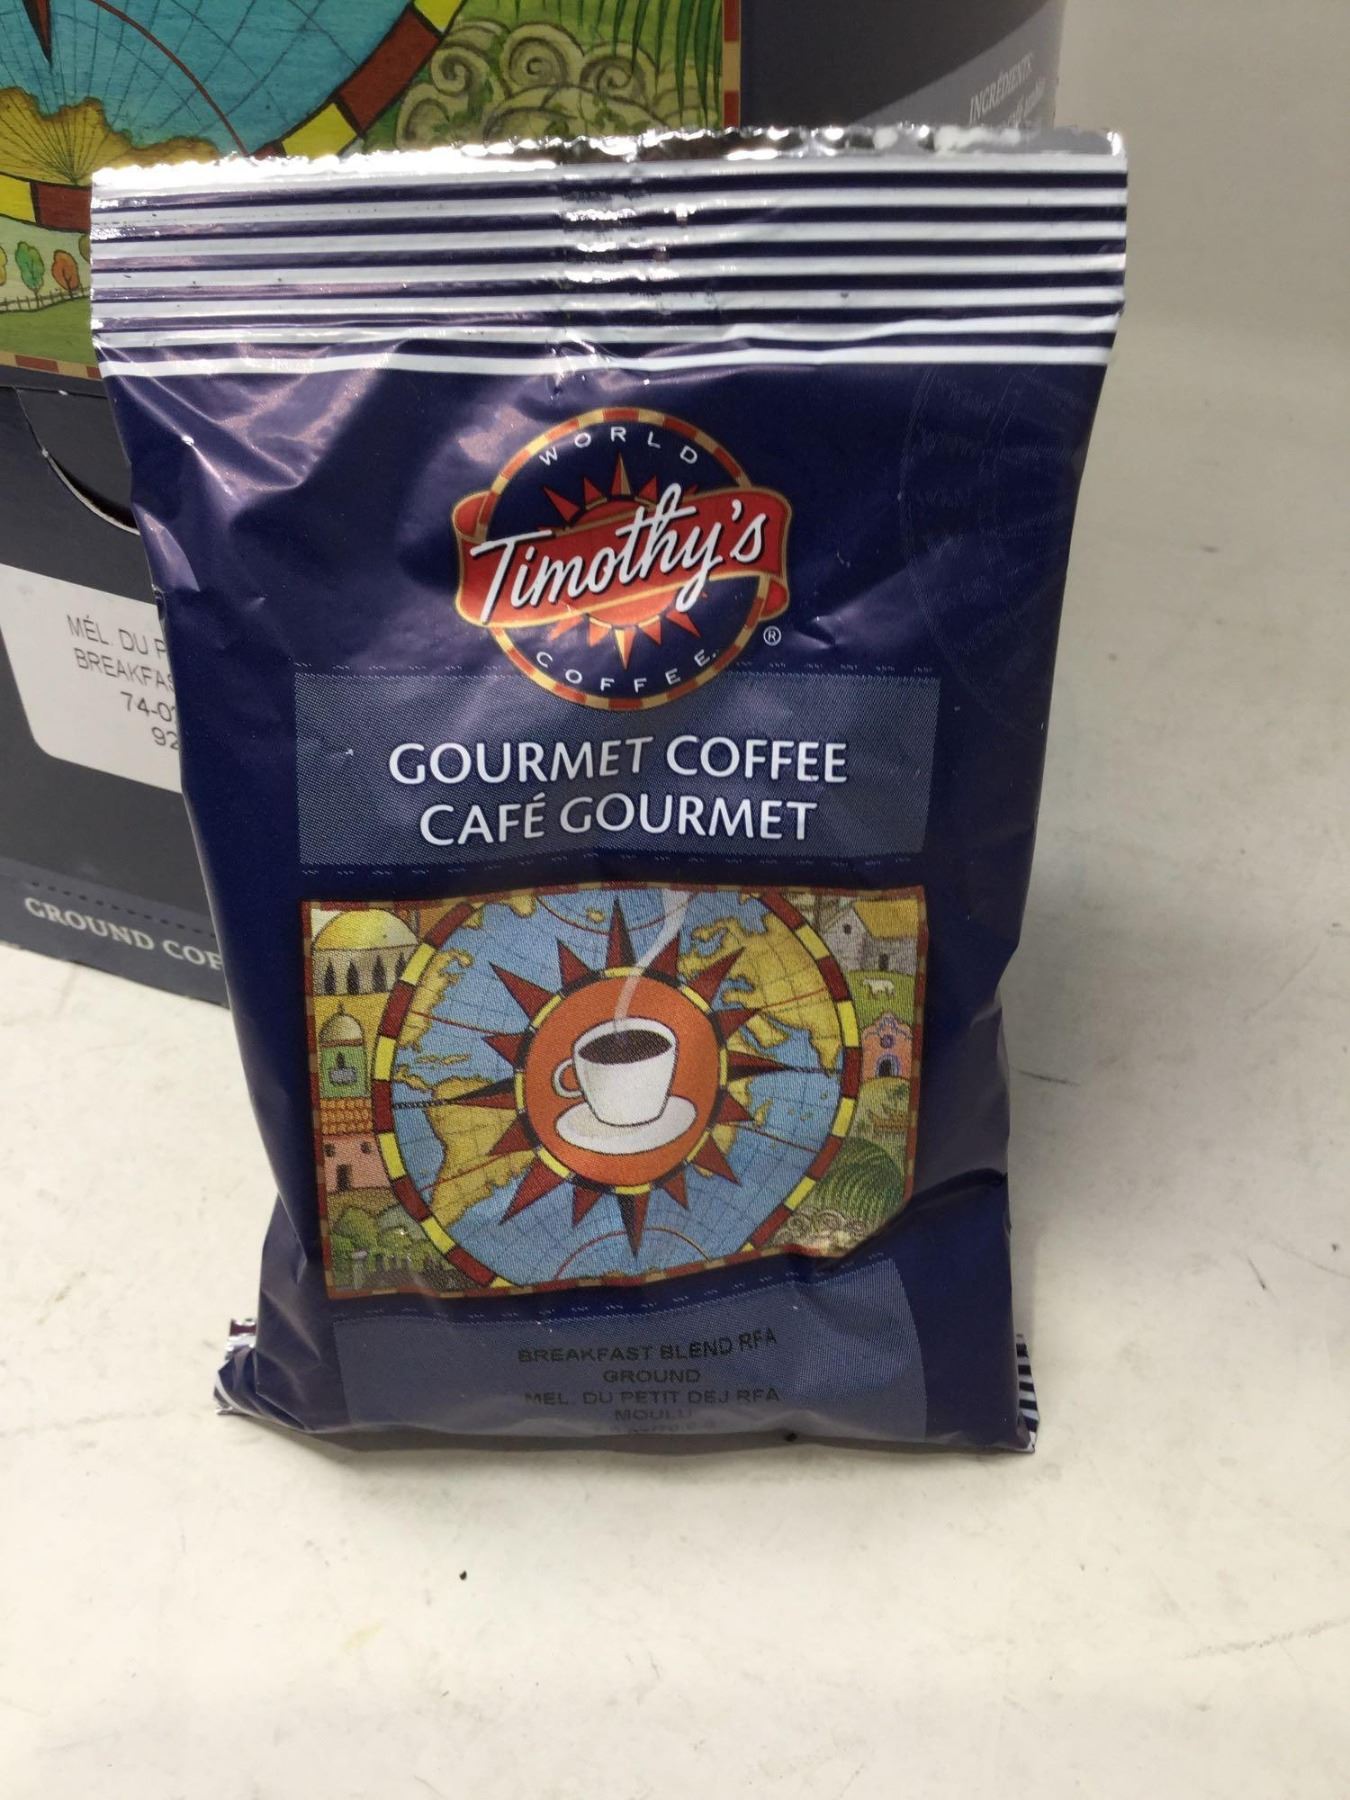 INCRÉDIENTS:
WORLD
Timothy's
COFFEE
®
GOURMET COFFEE
CAFÉ GOURMET
MÉL. DU P
BREAKFAS
74-0
92
GROUND COF
BREAKFAST BLEND RFA
GROUND
MEL. DU PETIT DEJ RFA
MOULU